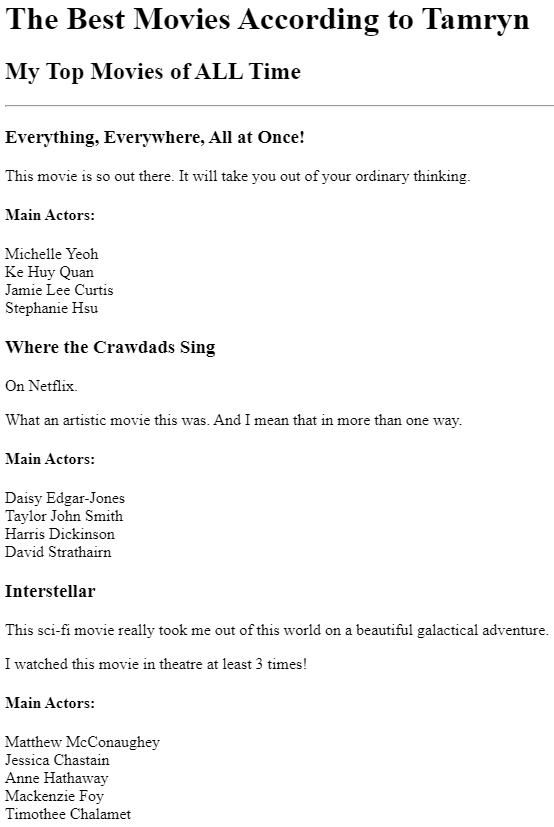 The Best Movies According to Tamryn
My Top Movies of ALL Time
Everything, Everywhere, All at Once!
This movie is so out there. It will take you out of your ordinary thinking.
Main Actors:
Michelle Yeoh
Ke Huy Quan
Jamie Lee Curtis
Stephanie Hsu
Where the Crawdads Sing
On Netflix.
What an artistic movie this was. And I mean that in more than one way.
Main Actors:
Daisy Edgar-Jones
Taylor John Smith
Harris Dickinson
David Strathairn
Interstellar
This sci-fi movie really took me out of this world on a beautiful galactical adventure.
I watched this movie in theatre at least 3 times!
Main Actors:
Matthew McConaughey
Jessica Chastain
Anne Hathaway
Mackenzie Foy
Timothee Chalamet